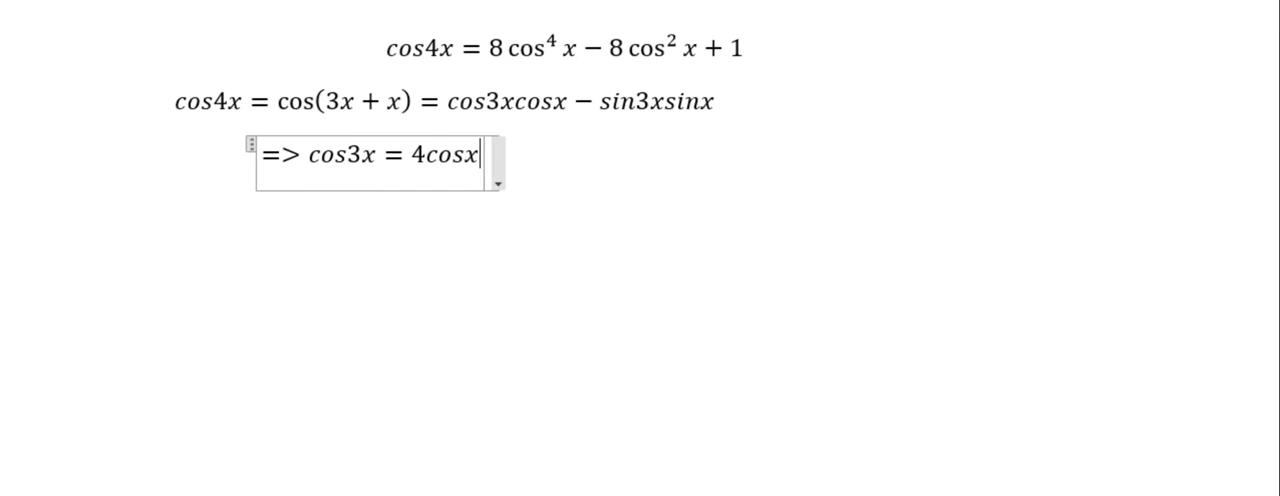 cos4x = 8 cos⁴ x − 8 cos² x + 1
cos4x = cos(3x + x) = cos3xcosx − sin3xsinx
=> cos3x = 4cosx